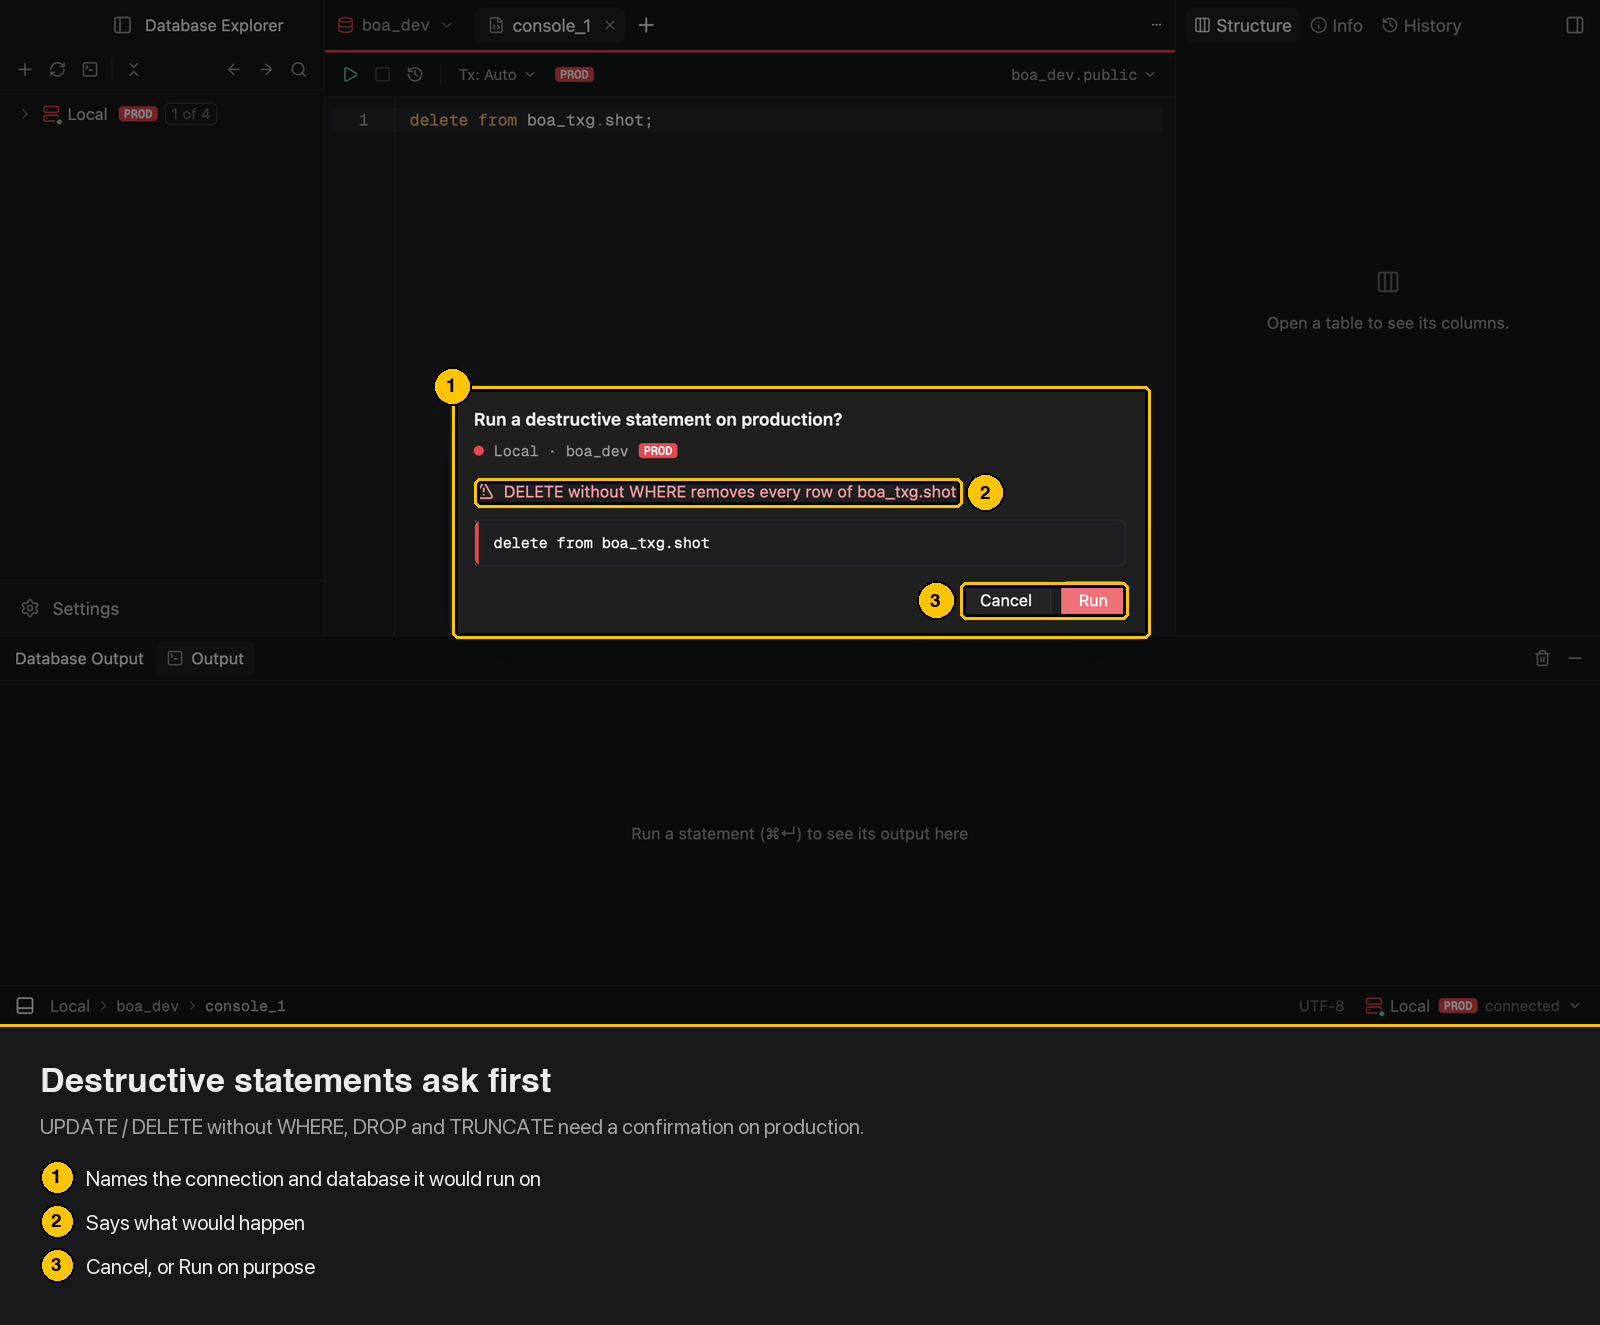 Database Explorer
boa_dev
console_1
Structure
Info
History
Tx: Auto
PROD
boa_dev.public
Local
PROD
1 of 4
1
delete from boa_txg.shot;
Open a table to see its columns.
1
Run a destructive statement on production?
Local · boa_dev PROD
DELETE without WHERE removes every row of boa_txg.shot
2
delete from boa_txg.shot
3
Cancel
Run
Settings
Database Output
Output
Run a statement (⌘↵) to see its output here
Local > boa_dev > console_1
UTF-8
Local PROD connected
Destructive statements ask first
UPDATE / DELETE without WHERE, DROP and TRUNCATE need a confirmation on production.
1 Names the connection and database it would run on
2 Says what would happen
3 Cancel, or Run on purpose